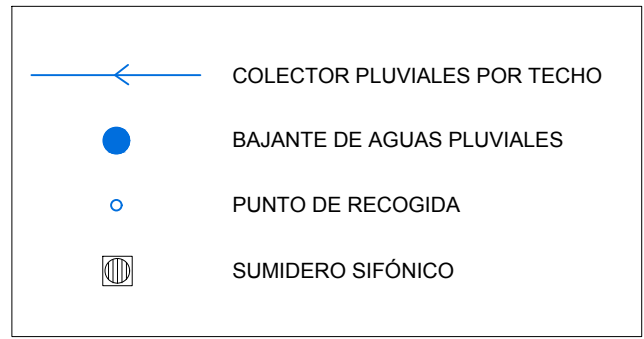 COLECTOR PLUVIALES POR TECHO
BAJANTE DE AGUAS PLUVIALES
PUNTO DE RECOGIDA
SUMIDERO SIFÓNICO